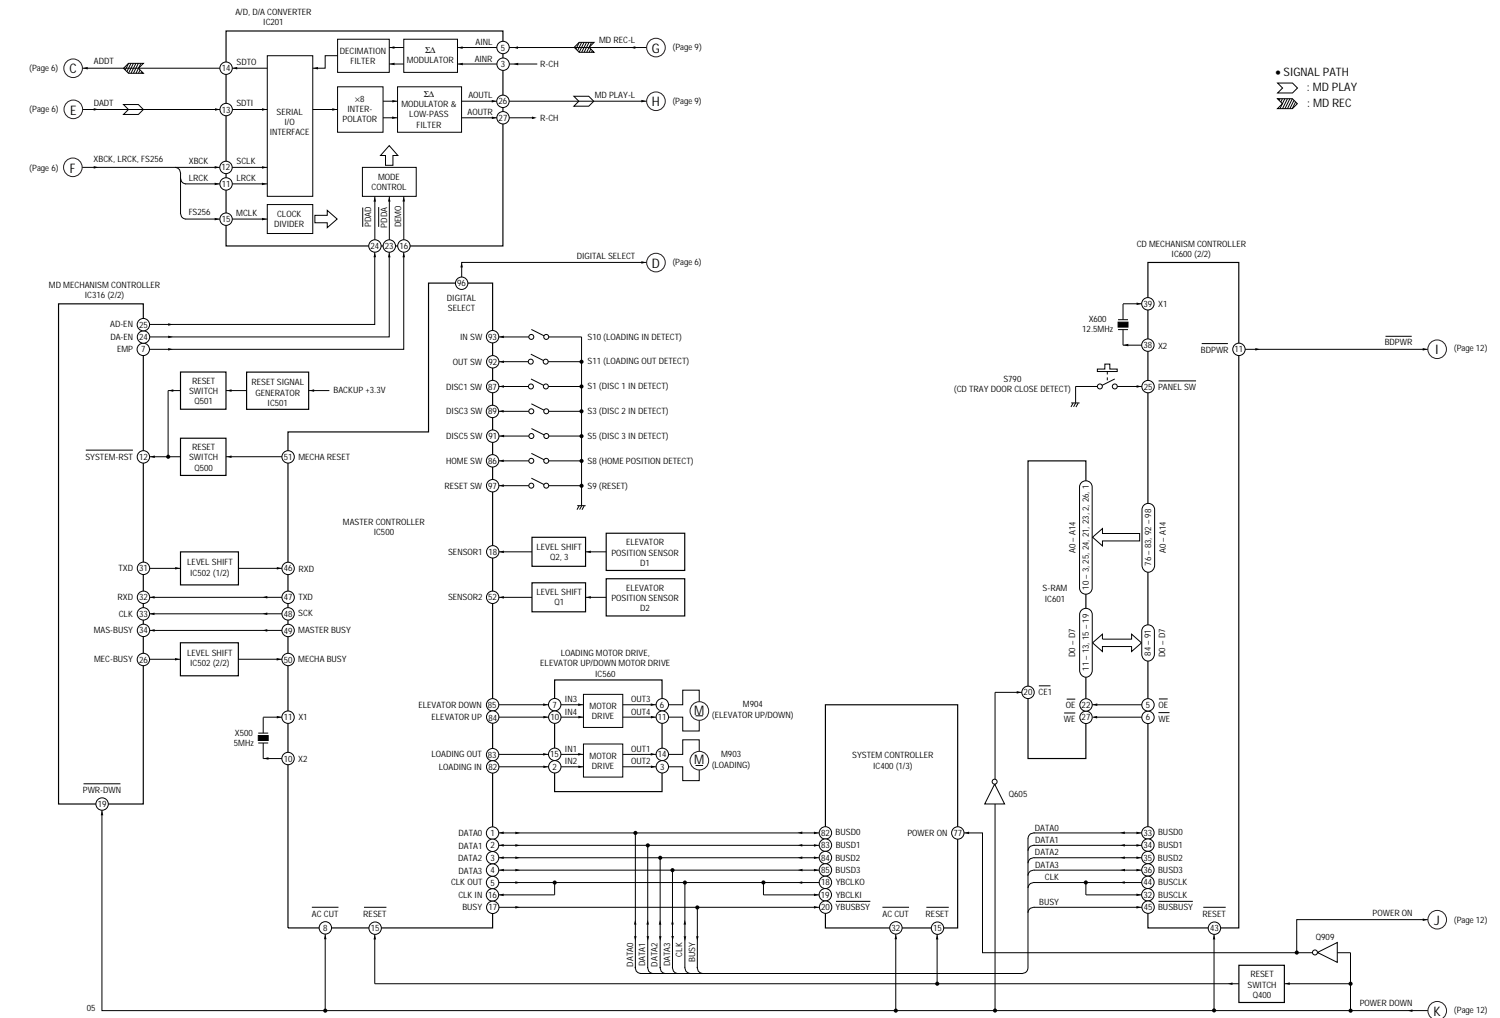 A/D, D/A CONVERTER
IC201
(Page 6) C ADDT
14 SDTO
DECIMATION
FILTER
ΣΔ
MODULATOR
AINL 5
MD REC-L
G (Page 9)
AINR 3 R-CH
(Page 6) E DADT
13 SDTI
SERIAL
I/O
INTERFACE
×8
INTER-
POLATOR
ΣΔ
MODULATOR &
LOW-PASS
FILTER
AOUTL 26
MD PLAY-L
H (Page 9)
AOUTR 27 R-CH
• SIGNAL PATH
: MD PLAY
: MD REC
(Page 6) F XBCK, LRCK, FS256
XBCK 12 SCLK
LRCK 11 LRCK
FS256 15 MCLK
CLOCK
DIVIDER
MODE
CONTROL
PDAD
PDDA
DEMO
24 23 16
DIGITAL SELECT
D (Page 6)
MD MECHANISM CONTROLLER
IC316 (2/2)
AD-EN 25
DA-EN 24
EMP 7
RESET
SWITCH
Q501
RESET SIGNAL
GENERATOR
IC501
BACKUP +3.3V
SYSTEM-RST 12
RESET
SWITCH
Q500
51 MECHA RESET
TXD 31
LEVEL SHIFT
IC502 (1/2)
46 RXD
RXD 32
47 TXD
CLK 33
48 SCK
MAS-BUSY 34
49 MASTER BUSY
MEC-BUSY 26
LEVEL SHIFT
IC502 (2/2)
50 MECHA BUSY
X500
5MHz
11 X1
10 X2
PWR-DWN
19
05
MASTER CONTROLLER
IC500
96
DIGITAL
SELECT
IN SW 93 S10 (LOADING IN DETECT)
OUT SW 92 S11 (LOADING OUT DETECT)
DISC1 SW 87 S1 (DISC 1 IN DETECT)
DISC3 SW 89 S3 (DISC 2 IN DETECT)
DISC5 SW 91 S5 (DISC 3 IN DETECT)
HOME SW 86 S8 (HOME POSITION DETECT)
RESET SW 97 S9 (RESET)
SENSOR1 18
LEVEL SHIFT
Q2, 3
ELEVATOR
POSITION SENSOR
D1
SENSOR2 52
LEVEL SHIFT
Q1
ELEVATOR
POSITION SENSOR
D2
LOADING MOTOR DRIVE,
ELEVATOR UP/DOWN MOTOR DRIVE
IC560
ELEVATOR DOWN 85 7 IN3
ELEVATOR UP 84 10 IN4
MOTOR
DRIVE
OUT3 6
OUT4 11
M
M904
(ELEVATOR UP/DOWN)
LOADING OUT 83 15 IN1
LOADING IN 82 2 IN2
MOTOR
DRIVE
OUT1 14
OUT2 3
M
M903
(LOADING)
DATA0 1
DATA1 2
DATA2 3
DATA3 4
CLK OUT 5
CLK IN 16
BUSY 17
AC CUT
8
RESET
15
DATA0
DATA1
DATA2
DATA3
CLK
BUSY
SYSTEM CONTROLLER
IC400 (1/3)
82 BUSD0
83 BUSD1
84 BUSD2
85 BUSD3
18 YBCLKO
19 YBCLKI
20 YBUSBSY
POWER ON 77
AC CUT
32
RESET
15
CD MECHANISM CONTROLLER
IC600 (2/2)
X600
12.5MHz
39 X1
38 X2
BDPWR 11
BDPWR
I (Page 12)
S790
(CD TRAY DOOR CLOSE DETECT)
25 PANEL SW
S-RAM
IC601
A0 – A14
10 – 3, 25, 24, 21, 23, 2, 26, 1
76 – 83, 92 – 98
A0 – A14
D0 – D7
11 – 13, 15 – 19
84 – 91
D0 – D7
20 CE1
OE 22
5 OE
WE 27
6 WE
Q605
DATA0 33 BUSD0
DATA1 34 BUSD1
DATA2 35 BUSD2
DATA3 36 BUSD3
CLK 44 BUSCLK
32 BUSCLK
BUSY 45 BUSBUSY
RESET
43
POWER ON
J (Page 12)
Q909
RESET
SWITCH
Q400
POWER DOWN
K (Page 12)